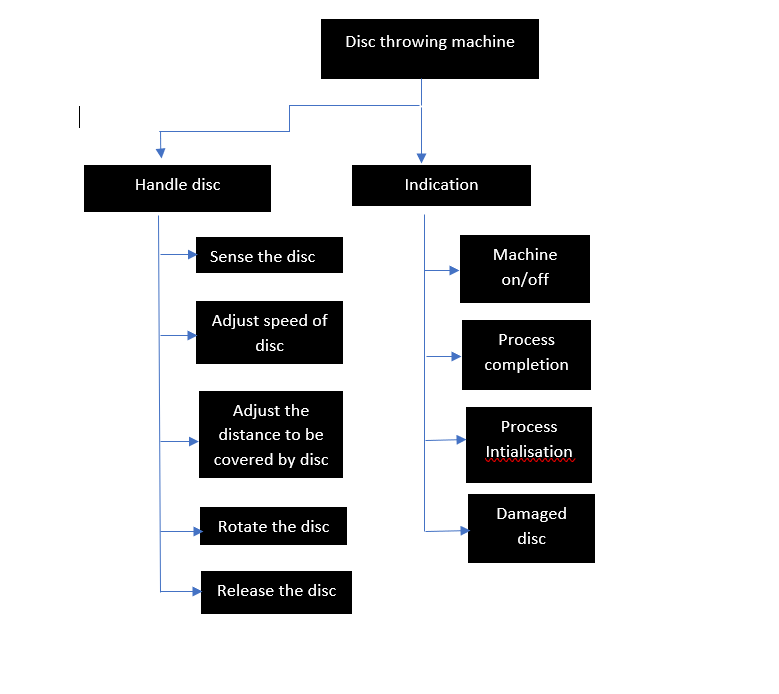 Disc throwing machine
Handle disc
Sense the disc
Adjust speed of
disc
Adjust the
distance to be
covered by disc
Rotate the disc
Release the disc
Indication
Machine
on/off
Process
completion
Process
Intialisation
Damaged
disc